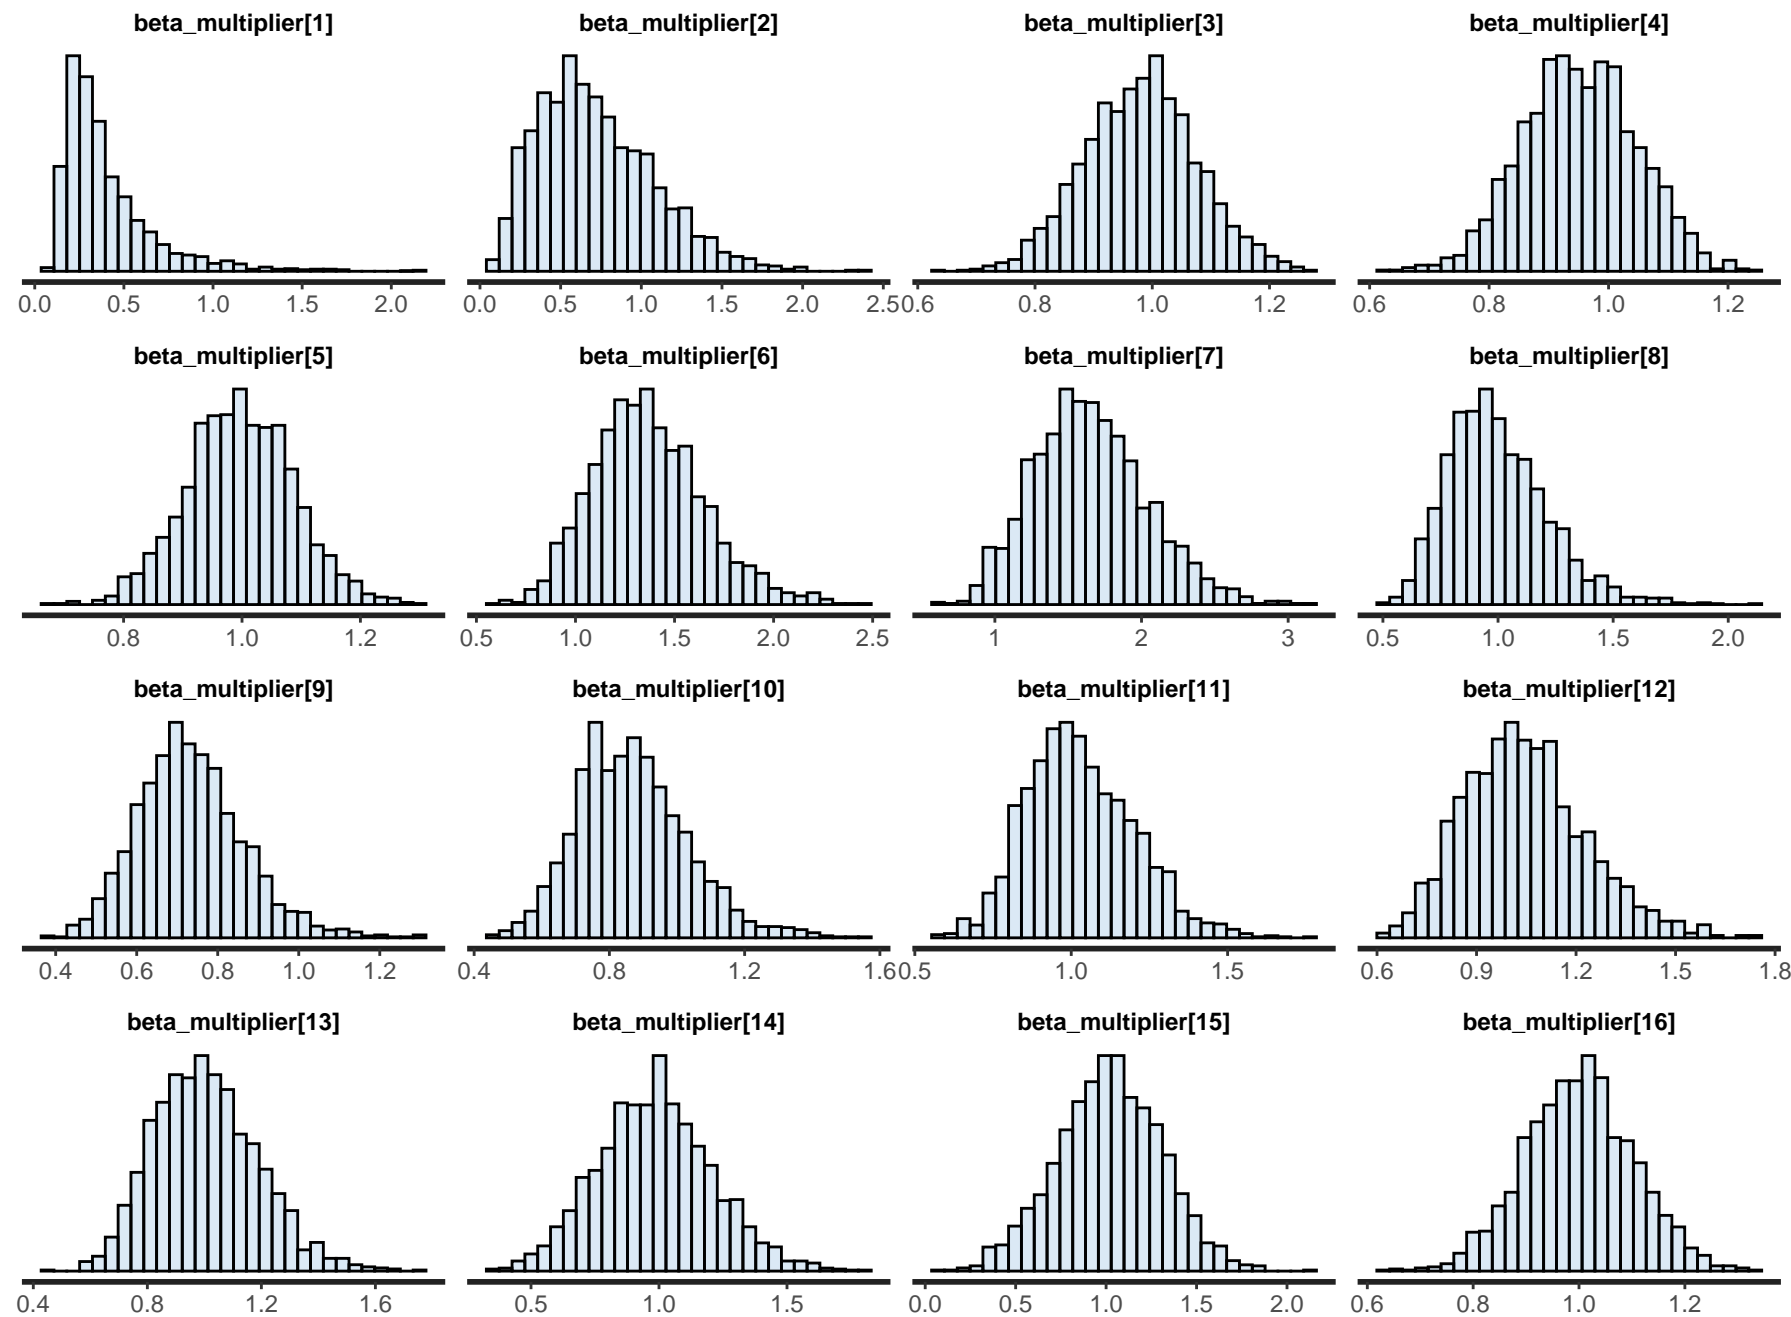 beta_multiplier[1] beta_multiplier[2] beta_multiplier[3] beta_multiplier[4]
0.0 0.5 1.0 1.5 2.0 0.0 0.5 1.0 1.5 2.0 2.5 0.6 0.8 1.0 1.2 0.6 0.8 1.0 1.2
beta_multiplier[5] beta_multiplier[6] beta_multiplier[7] beta_multiplier[8]
0.8 1.0 1.2 0.5 1.0 1.5 2.0 2.5 1 2 3 0.5 1.0 1.5 2.0
beta_multiplier[9] beta_multiplier[10] beta_multiplier[11] beta_multiplier[12]
0.4 0.6 0.8 1.0 1.2 0.4 0.8 1.2 1.6 0.5 1.0 1.5 0.6 0.9 1.2 1.5 1.8
beta_multiplier[13] beta_multiplier[14] beta_multiplier[15] beta_multiplier[16]
0.4 0.8 1.2 1.6 0.5 1.0 1.5 0.0 0.5 1.0 1.5 2.0 0.6 0.8 1.0 1.2